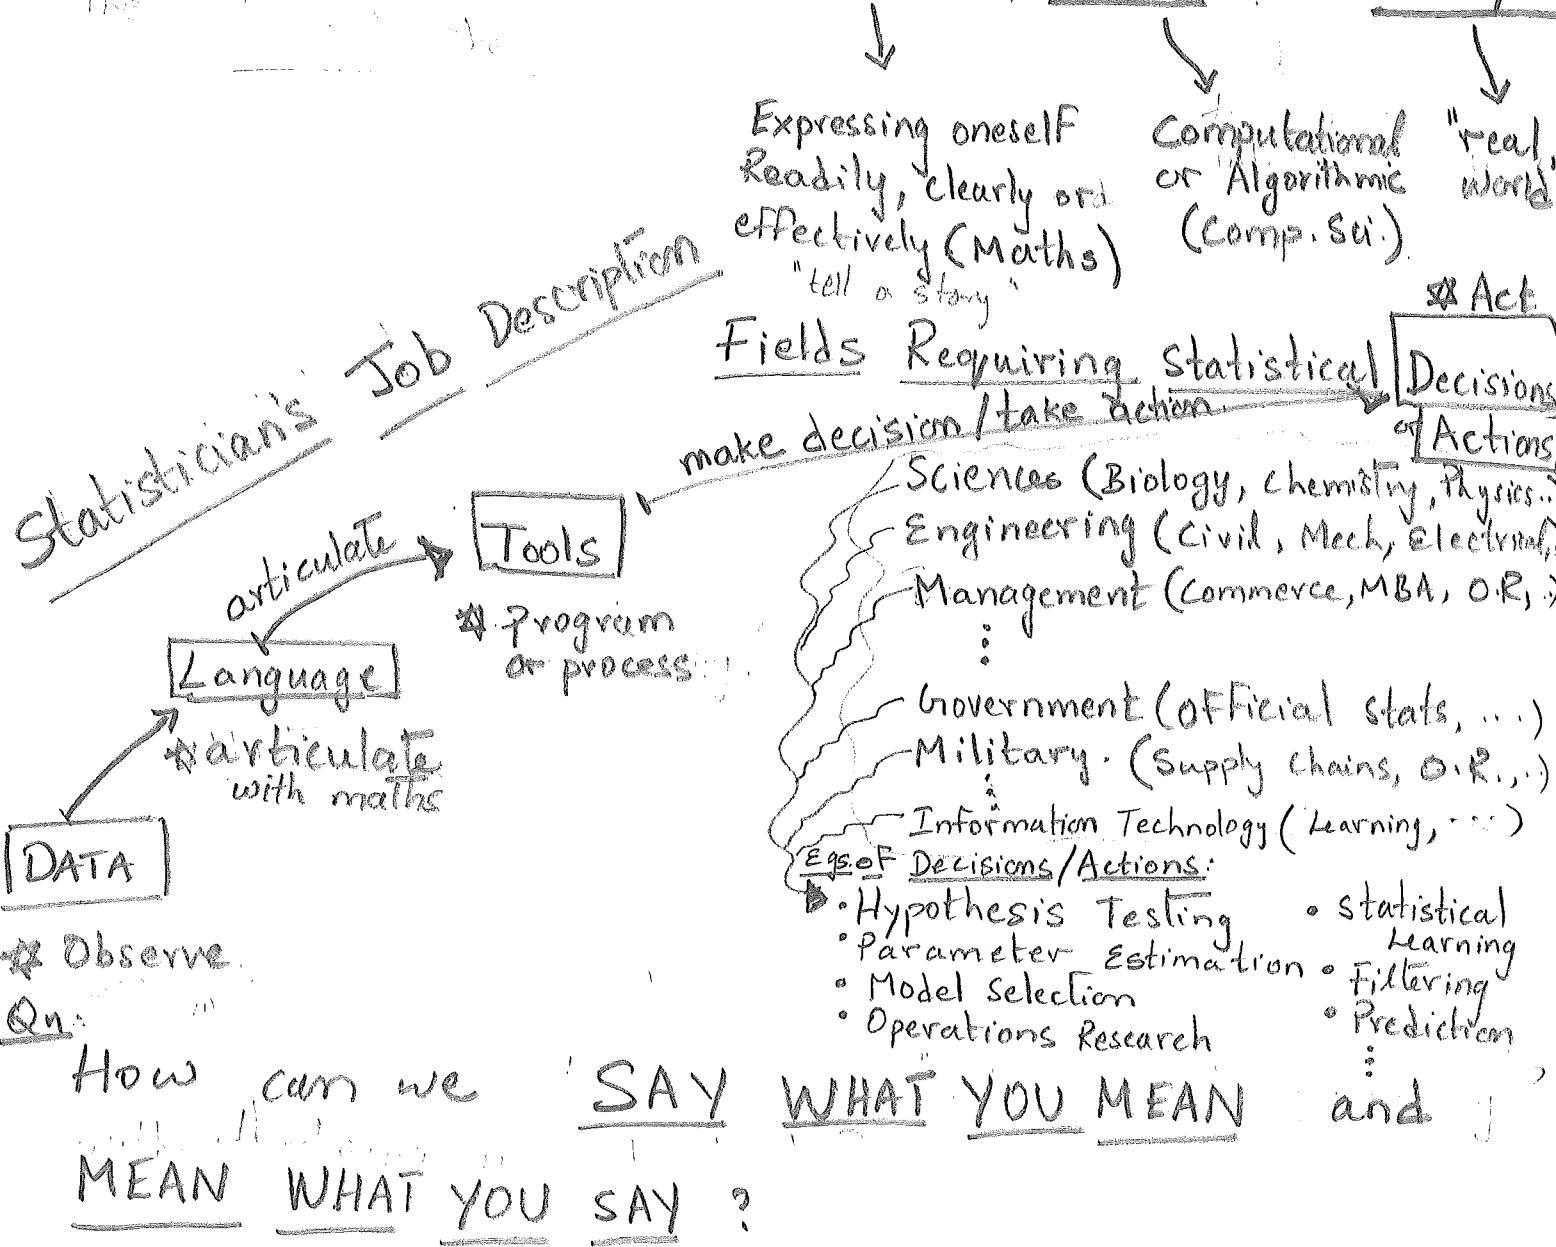 Expressing oneself
Readily, clearly or
effectively (Maths)
"tell a story"
Computational
or Algorithmic
(Comp. Sci.)
"real
world"
Statistician's Job Description
Fields Requiring Statistical Decisions
or Actions
* Act
make decision / take action
Tools
* Program
or process
articulate
Language
* articulate
with maths
DATA
* Observe
Sciences (Biology, Chemistry, Physics..)
Engineering (Civil, Mech, Electrical,
Management (Commerce, MBA, O.R, ..)
Government (Official Stats, ...)
Military. (Supply Chains, O.R., ..)
Information Technology (Learning, ...)
Egs. of Decisions/Actions:
• Hypothesis Testing
• Parameter Estimation
• Model Selection
• Operations Research
• Statistical
Learning
• Filtering
• Prediction
Qn:
How can we SAY WHAT YOU MEAN and
MEAN WHAT YOU SAY ?